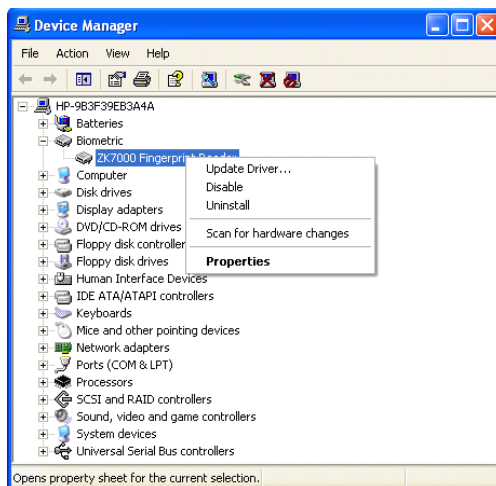 Device Manager
File Action View Help
HP-9B3F39EB3A4A
Batteries
Biometric
ZK7000 Fingerprint Reader
Update Driver...
Computer
Disable
Disk drives
Uninstall
Display adapters
DVD/CD-ROM drives
Scan for hardware changes
Floppy disk controller
Floppy disk drives
Properties
Human Interface Devices
IDE ATA/ATAPI controllers
Keyboards
Mice and other pointing devices
Network adapters
Ports (COM & LPT)
Processors
SCSI and RAID controllers
Sound, video and game controllers
System devices
Universal Serial Bus controllers
Opens property sheet for the current selection.